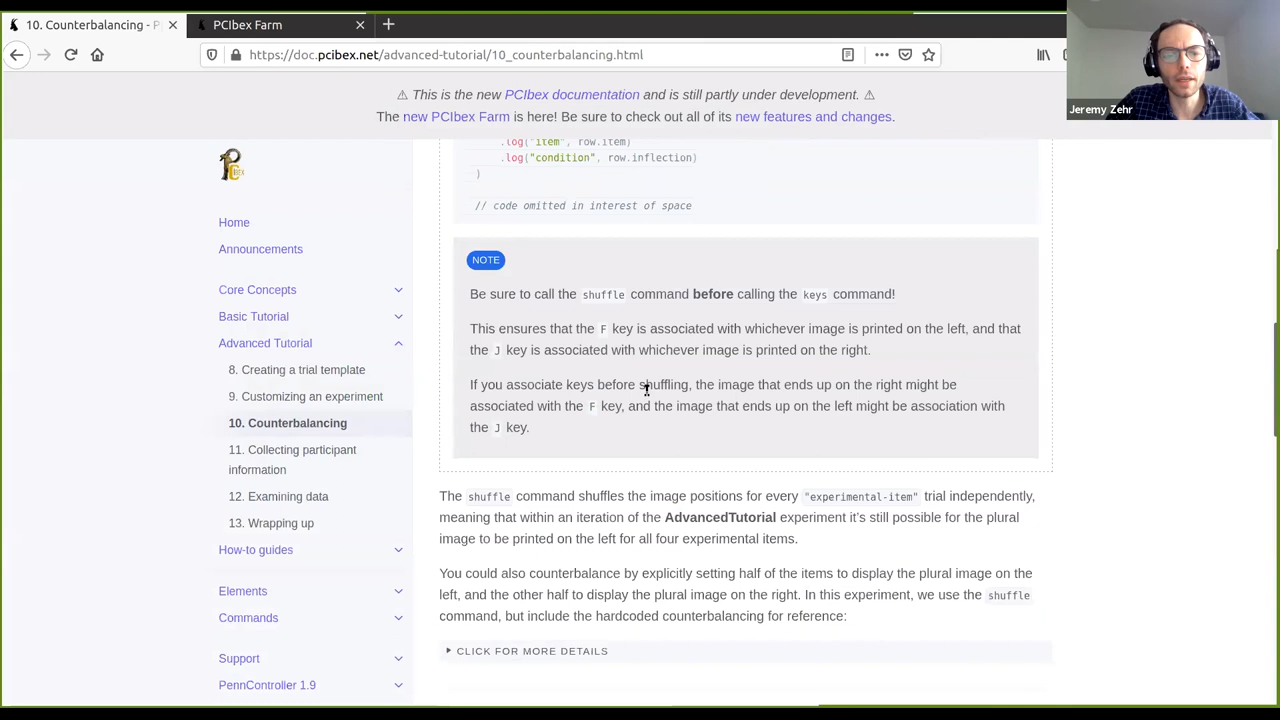 10. Counterbalancing - P
PCIbex Farm
https://doc.pcibex.net/advanced-tutorial/10_counterbalancing.html
Jeremy Zehr
⚠ This is the new PCIbex documentation and is still partly under development. ⚠
The new PCIbex Farm is here! Be sure to check out all of its new features and changes.
Home
Announcements
Core Concepts
Basic Tutorial
Advanced Tutorial
8. Creating a trial template
9. Customizing an experiment
10. Counterbalancing
11. Collecting participant
information
12. Examining data
13. Wrapping up
How-to guides
Elements
Commands
Support
PennController 1.9
.log("item", row.item)
.log("condition", row.inflection)
)
// code omitted in interest of space
NOTE
Be sure to call the shuffle command before calling the keys command!
This ensures that the F key is associated with whichever image is printed on the left, and that
the J key is associated with whichever image is printed on the right.
If you associate keys before shuffling, the image that ends up on the right might be
associated with the F key, and the image that ends up on the left might be association with
the J key.
The shuffle command shuffles the image positions for every "experimental-item" trial independently,
meaning that within an iteration of the AdvancedTutorial experiment it's still possible for the plural
image to be printed on the left for all four experimental items.
You could also counterbalance by explicitly setting half of the items to display the plural image on the
left, and the other half to display the plural image on the right. In this experiment, we use the shuffle
command, but include the hardcoded counterbalancing for reference:
CLICK FOR MORE DETAILS